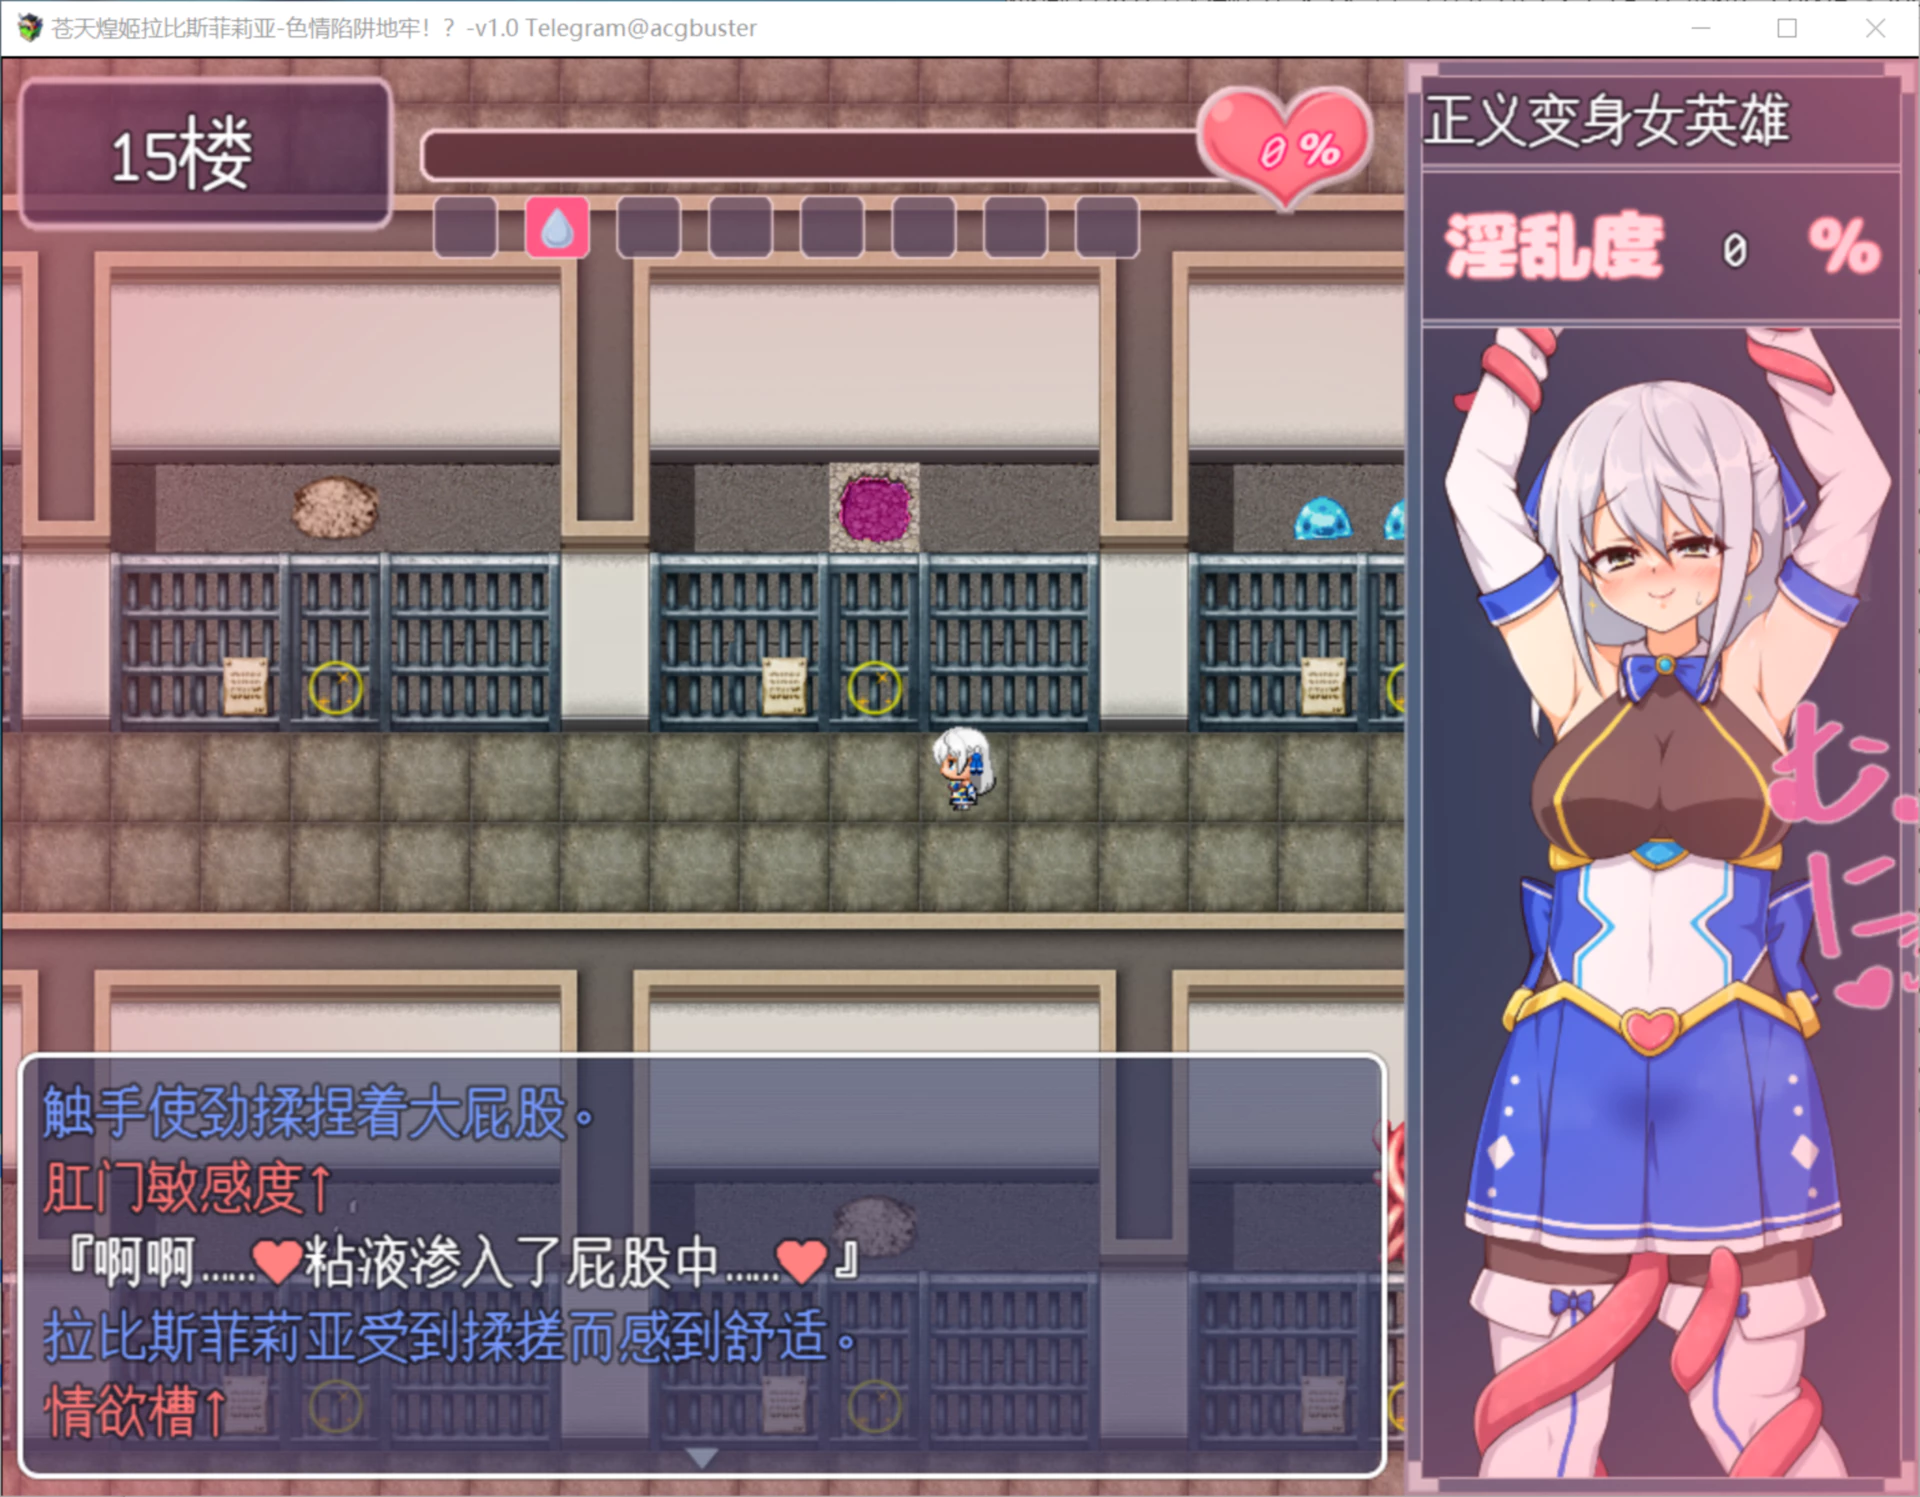 苍天煌姬拉比斯菲莉亚-色情陷阱地牢！？-v1.0 Telegram@acgbuster
15楼
0 %
正义变身女英雄
淫乱度 0 %
触手使劲揉捏着大屁股。
肛门敏感度↑
『啊啊……♥粘液渗入了屁股中……♥』
拉比斯菲莉亚受到揉搓而感到舒适。
情欲槽↑